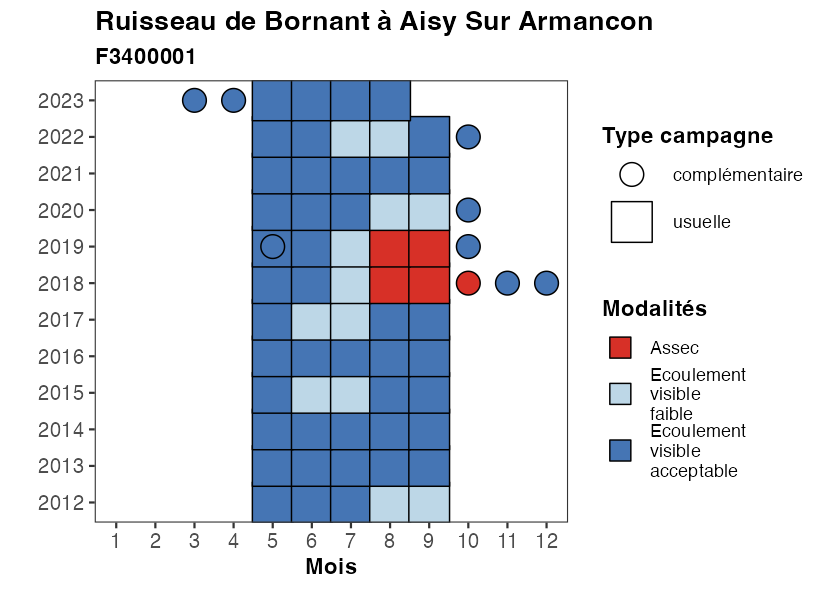 Ruisseau de Bornant à Aisy Sur Armancon
F3400001
2023
2022
2021
2020
2019
2018
2017
2016
2015
2014
2013
2012
1 2 3 4 5 6 7 8 9 10 11 12
Mois
Type campagne
complémentaire
usuelle
Modalités
Assec
Ecoulement
visible
faible
Ecoulement
visible
acceptable